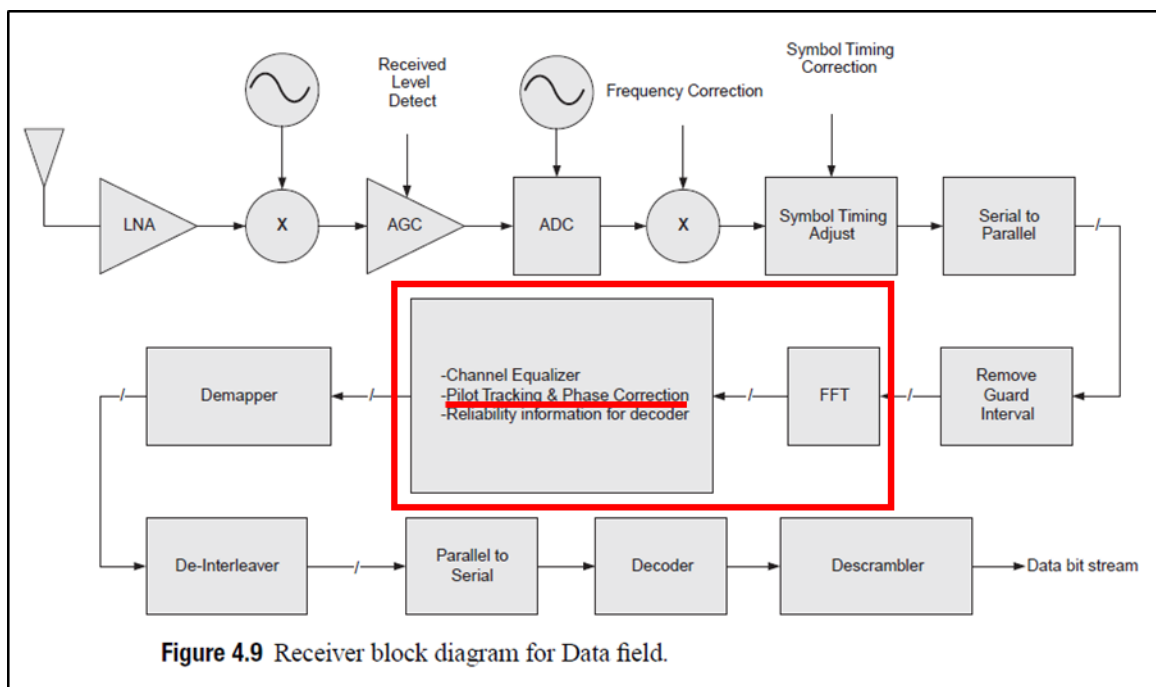 Received
Level
Detect
Frequency Correction
Symbol Timing
Correction
LNA
X
AGC
ADC
X
Symbol Timing
Adjust
Serial to
Parallel
/
Demapper
/
-Channel Equalizer
-Pilot Tracking & Phase Correction
-Reliability information for decoder
/
FFT
/
Remove
Guard
Interval
/
De-Interleaver
/
Parallel to
Serial
Decoder
Descrambler
Data bit stream
Figure 4.9 Receiver block diagram for Data field.